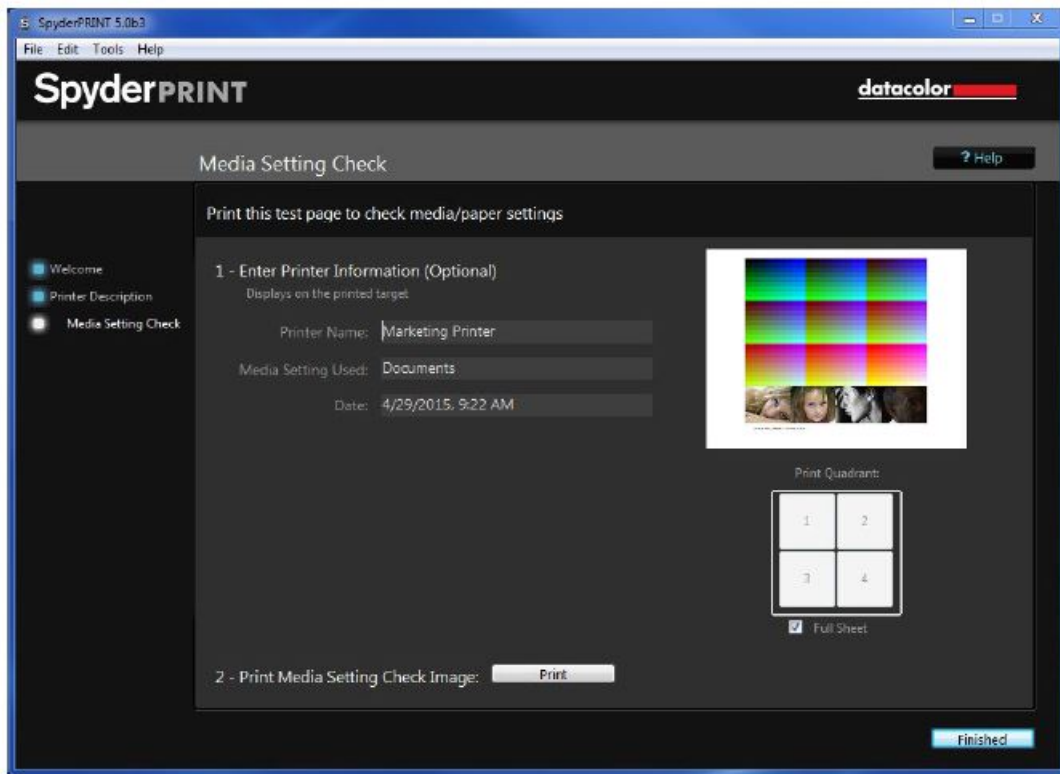 S SpyderPRINT 5.0b3
File Edit Tools Help
SpyderPRINT
datacolor
Media Setting Check
? Help
Print this test page to check media/paper settings
Welcome
Printer Description
Media Setting Check
1 - Enter Printer Information (Optional)
Displays on the printed target
Printer Name: Marketing Printer
Media Setting Used: Documents
Date: 4/29/2015, 9:22 AM
Print Quadrant:
1 2
3 4
Full Sheet
2 - Print Media Setting Check Image: Print
Finished